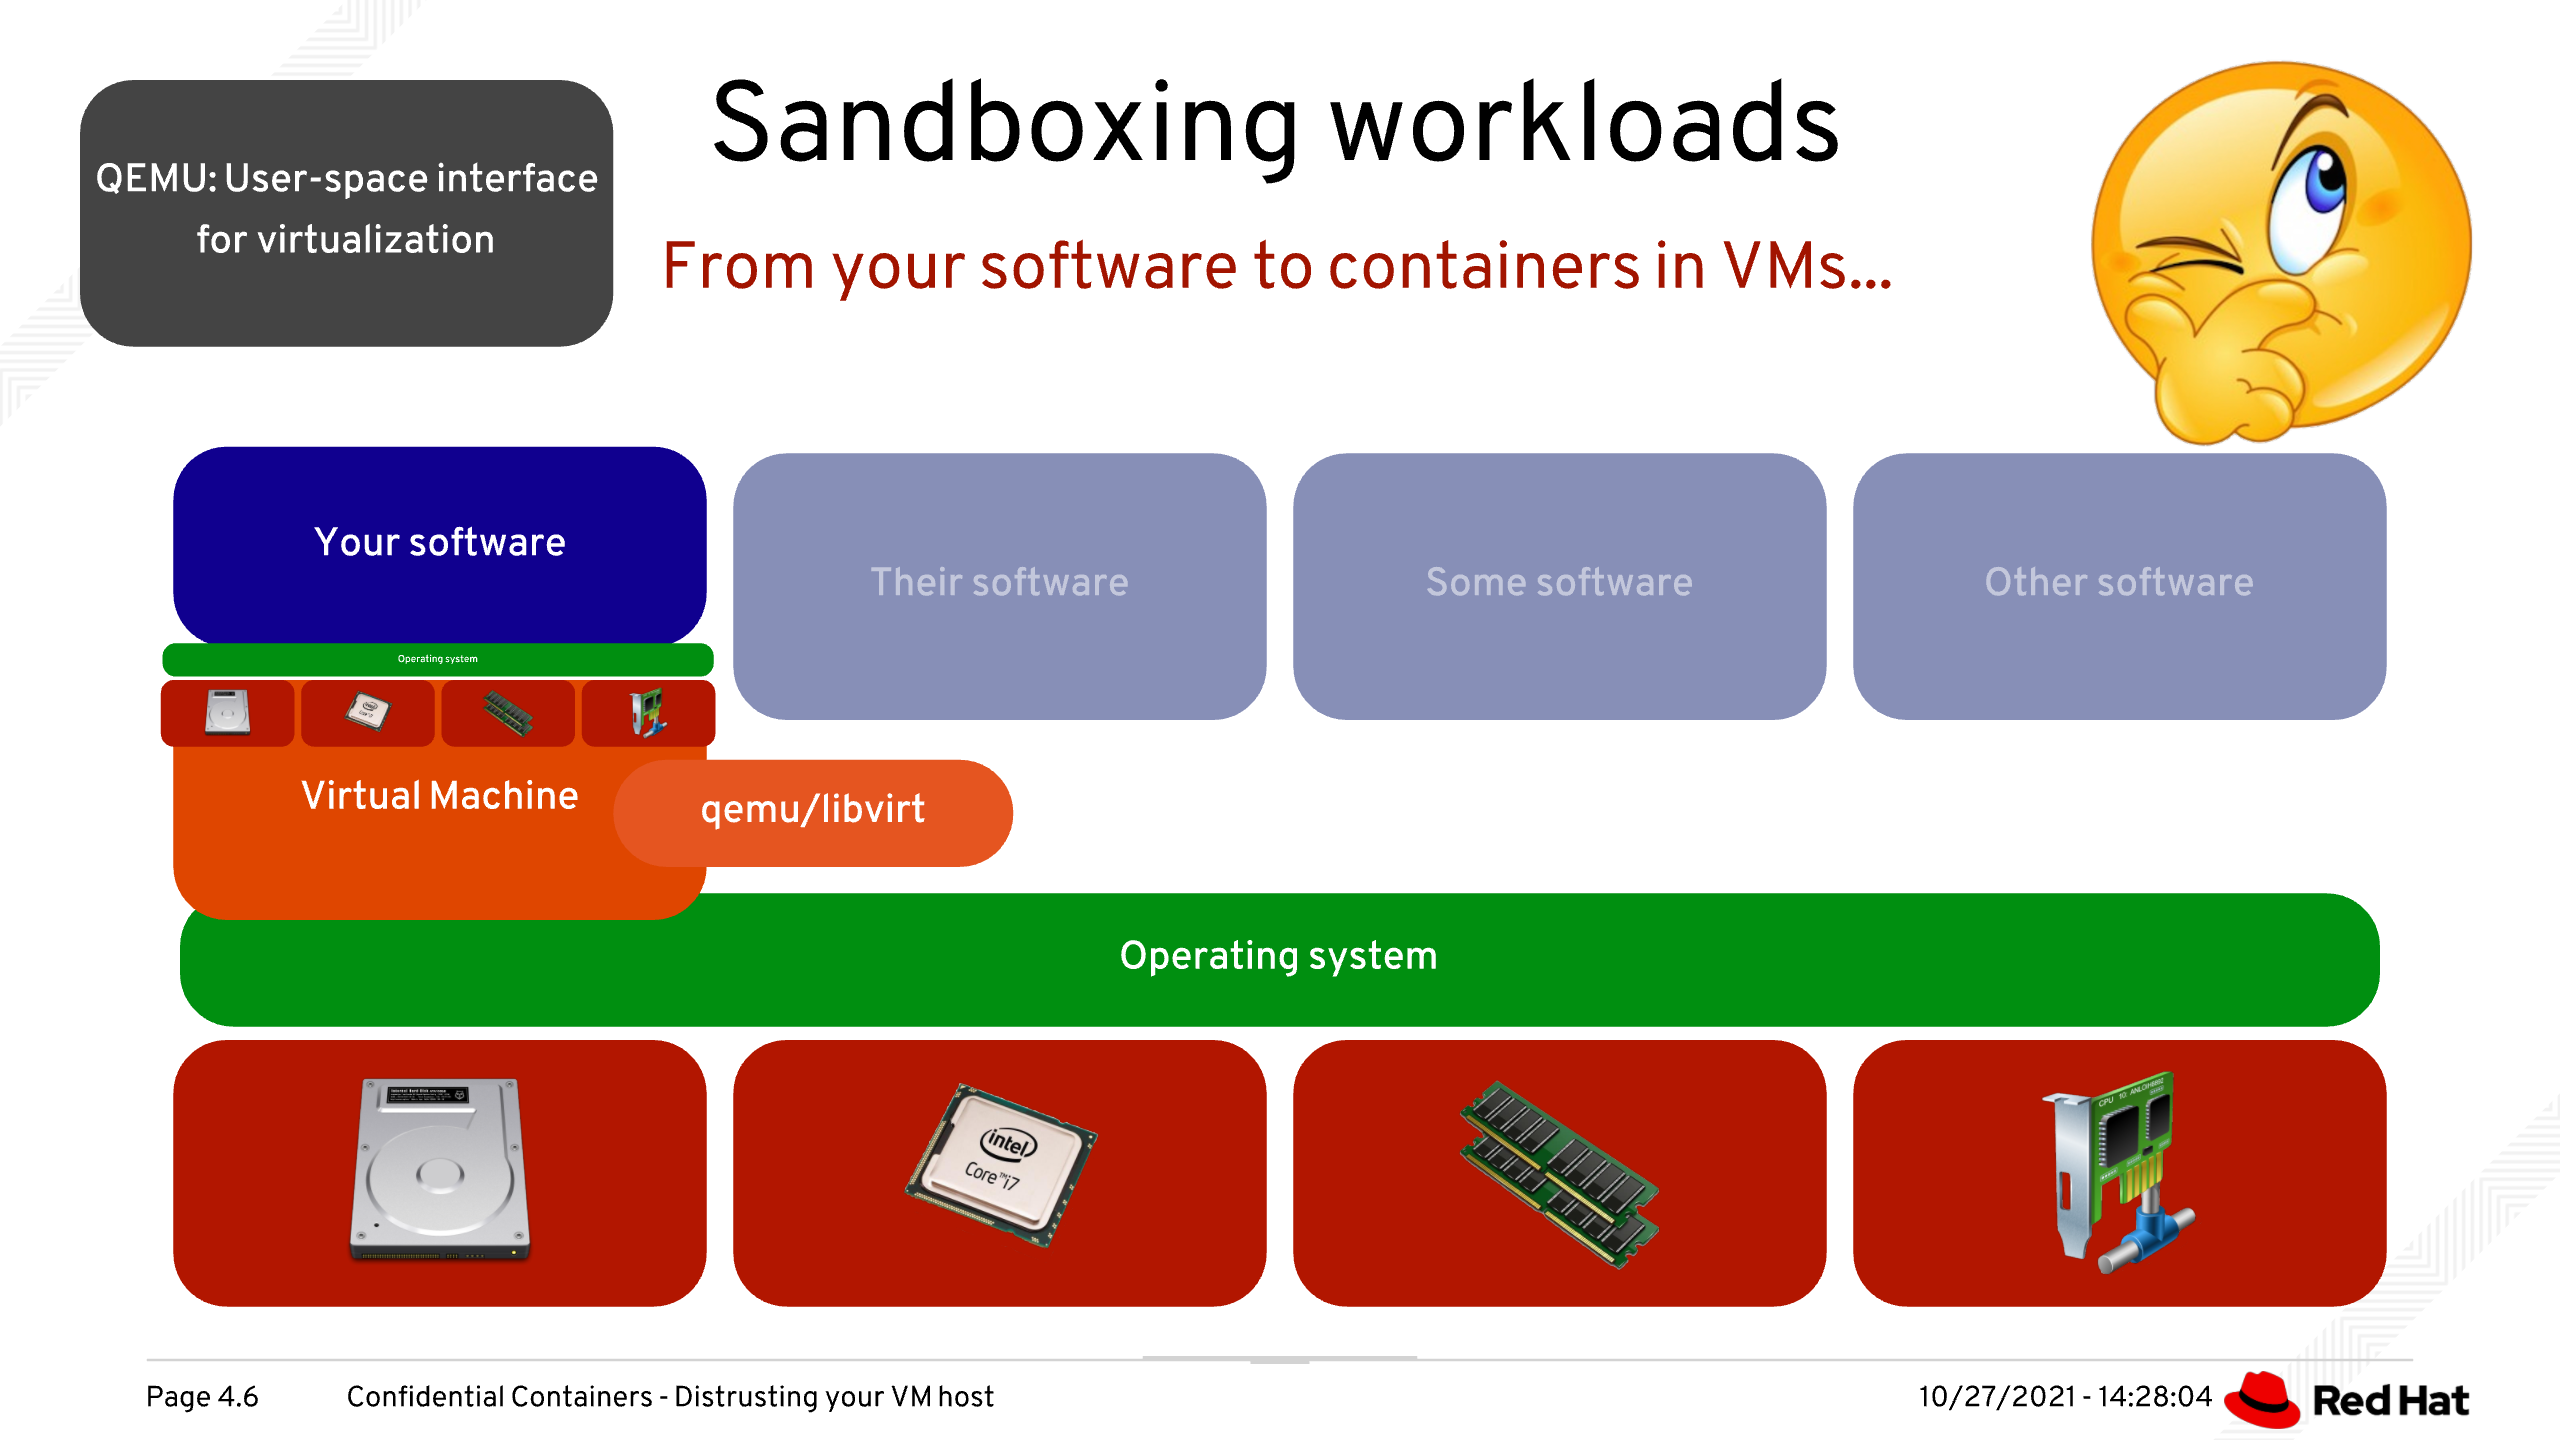 QEMU: User-space interface
for virtualization
Sandboxing workloads
From your software to containers in VMs...
Your software
Their software
Some software
Other software
Operating system
Virtual Machine
qemu/libvirt
Operating system
intel
Core™i7
Page 4.6
Confidential Containers - Distrusting your VM host
10/27/2021 - 14:28:04
Red Hat